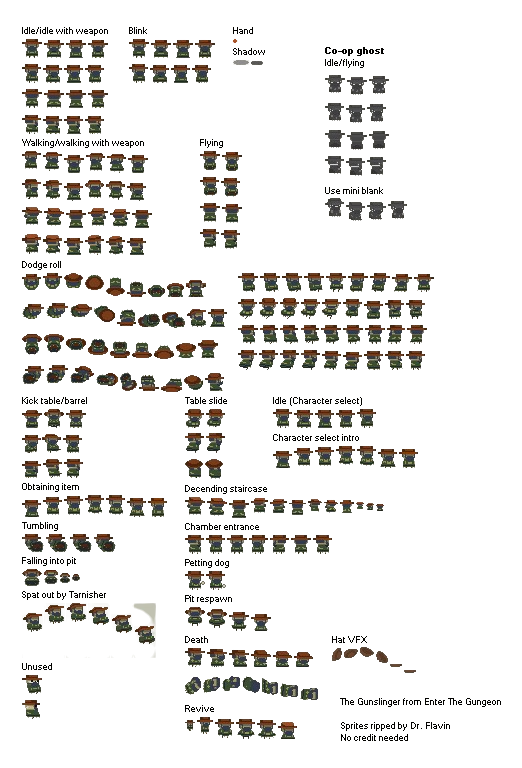 Idle/idle with weapon
Blink
Hand
Shadow
Co-op ghost
Idle/flying
Walking/walking with weapon
Flying
Use mini blank
Dodge roll
Kick table/barrel
Table slide
Idle (Character select)
Character select intro
Obtaining item
Decending staircase
Tumbling
Chamber entrance
Falling into pit
Petting dog
Spat out by Tarnisher
Pit respawn
Death
Hat VFX
Unused
Revive
The Gunslinger from Enter The Gungeon
Sprites ripped by Dr. Flavin
No credit needed